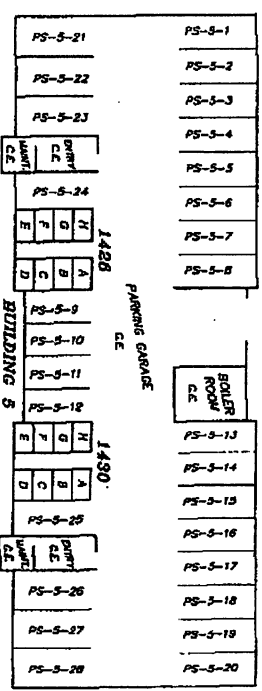 PS-5-21 PS-5-1
PS-5-22 PS-5-2
PS-5-23 PS-5-3
PS-5-4
MAINT. C.E. ENTRY C.E. PS-5-5
PS-5-24 PS-5-6
E F G H PS-5-7
1428
D C B A PS-5-8
PS-5-9
PARKING GARAGE
C.E.
PS-5-10
BUILDING 5
PS-5-11
BOILER
ROOM
C.E.
PS-5-12
E F G H PS-5-13
1430
D C B A PS-5-14
PS-5-15
PS-5-25 PS-5-16
MAINT. C.E. ENTRY C.E. PS-5-17
PS-5-26 PS-5-18
PS-5-27 PS-5-19
PS-5-28 PS-5-20